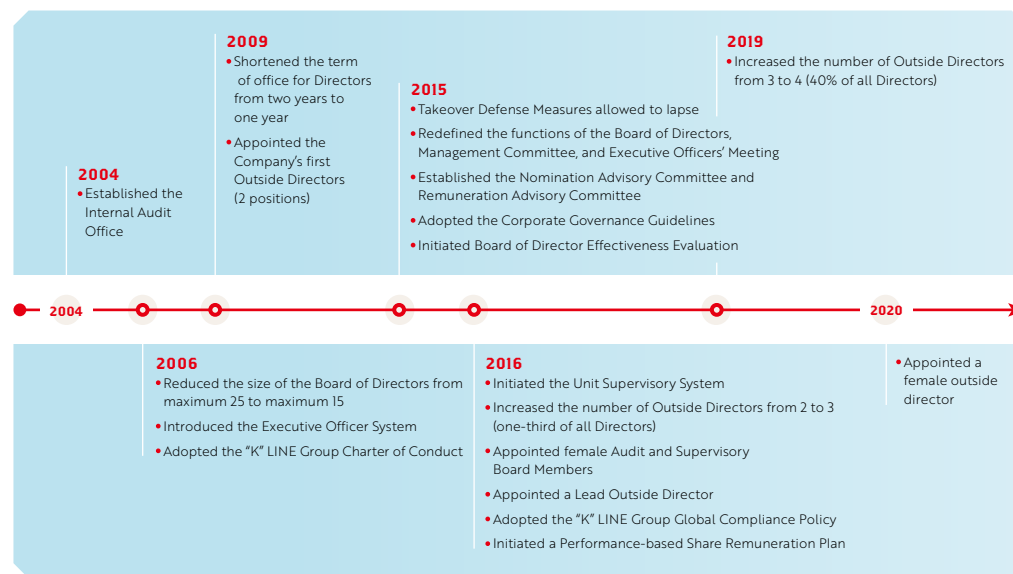 2004
•Established the
Internal Audit
Office
2009
•Shortened the term
of office for Directors
from two years to
one year
•Appointed the
Company's first
Outside Directors
(2 positions)
2015
•Takeover Defense Measures allowed to lapse
•Redefined the functions of the Board of Directors,
Management Committee, and Executive Officers' Meeting
•Established the Nomination Advisory Committee and
Remuneration Advisory Committee
•Adopted the Corporate Governance Guidelines
•Initiated Board of Director Effectiveness Evaluation
2019
•Increased the number of Outside Directors
from 3 to 4 (40% of all Directors)
2004
2020
2006
•Reduced the size of the Board of Directors from
maximum 25 to maximum 15
•Introduced the Executive Officer System
•Adopted the "K" LINE Group Charter of Conduct
2016
•Initiated the Unit Supervisory System
•Increased the number of Outside Directors from 2 to 3
(one-third of all Directors)
•Appointed female Audit and Supervisory
Board Members
•Appointed a Lead Outside Director
•Adopted the "K" LINE Group Global Compliance Policy
•Initiated a Performance-based Share Remuneration Plan
•Appointed a
female outside
director